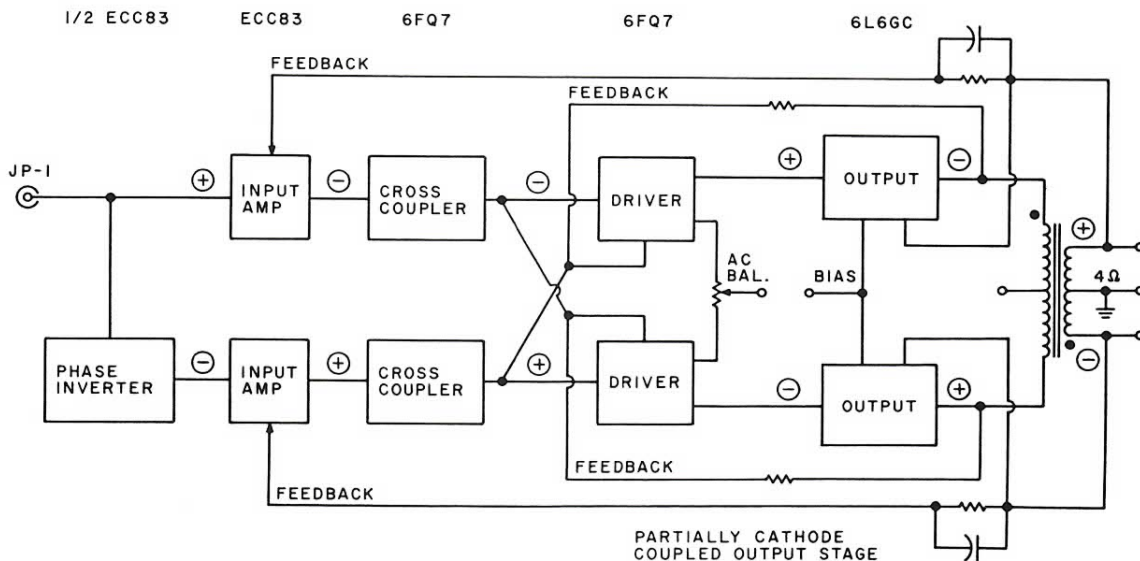 1/2 ECC83 ECC83 6FQ7 6FQ7 6L6GC
FEEDBACK
FEEDBACK
JP-1
+ INPUT AMP - CROSS COUPLER - DRIVER + OUTPUT -
+
AC BAL.
BIAS
4Ω
PHASE INVERTER - INPUT AMP + CROSS COUPLER + DRIVER - OUTPUT +
-
FEEDBACK
FEEDBACK
PARTIALLY CATHODE
COUPLED OUTPUT STAGE